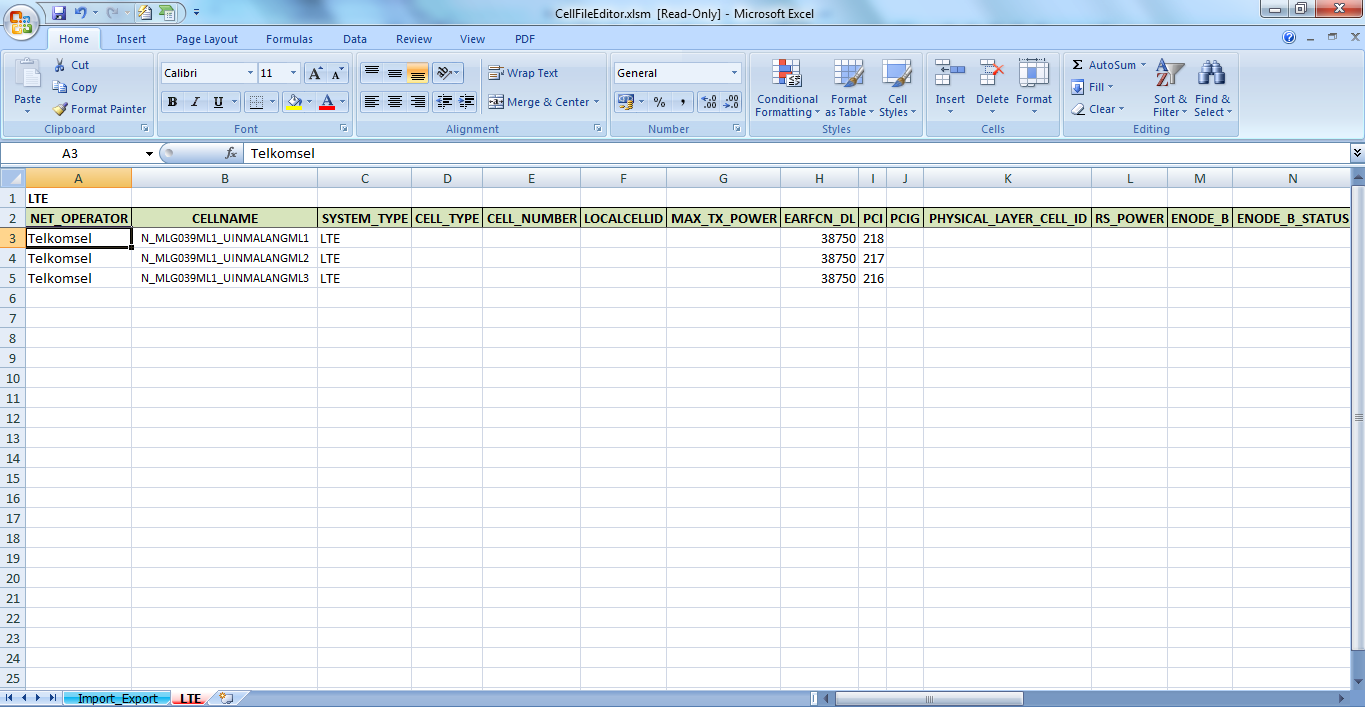 CellFileEditor.xlsm [Read-Only] - Microsoft Excel
Home Insert Page Layout Formulas Data Review View PDF
Paste Cut Copy Format Painter
Calibri 11
B I U A
Wrap Text
Merge & Center
General
% ,
Conditional Formatting Format as Table Cell Styles
Insert Delete Format
Σ AutoSum Fill Clear
Sort & Filter Find & Select
Clipboard Font Alignment Number Styles Cells Editing
A3 fx Telkomsel
A B C D E F G H I J K L M N
1 LTE
2 NET_OPERATOR CELLNAME SYSTEM_TYPE CELL_TYPE CELL_NUMBER LOCALCELLID MAX_TX_POWER EARFCN_DL PCI PCIG PHYSICAL_LAYER_CELL_ID RS_POWER ENODE_B ENODE_B_STATUS
3 Telkomsel N_MLG039ML1_UINMALANGML1 LTE 38750 218
4 Telkomsel N_MLG039ML1_UINMALANGML2 LTE 38750 217
5 Telkomsel N_MLG039ML1_UINMALANGML3 LTE 38750 216
6
7
8
9
10
11
12
13
14
15
16
17
18
19
20
21
22
23
24
25
Import_Export LTE